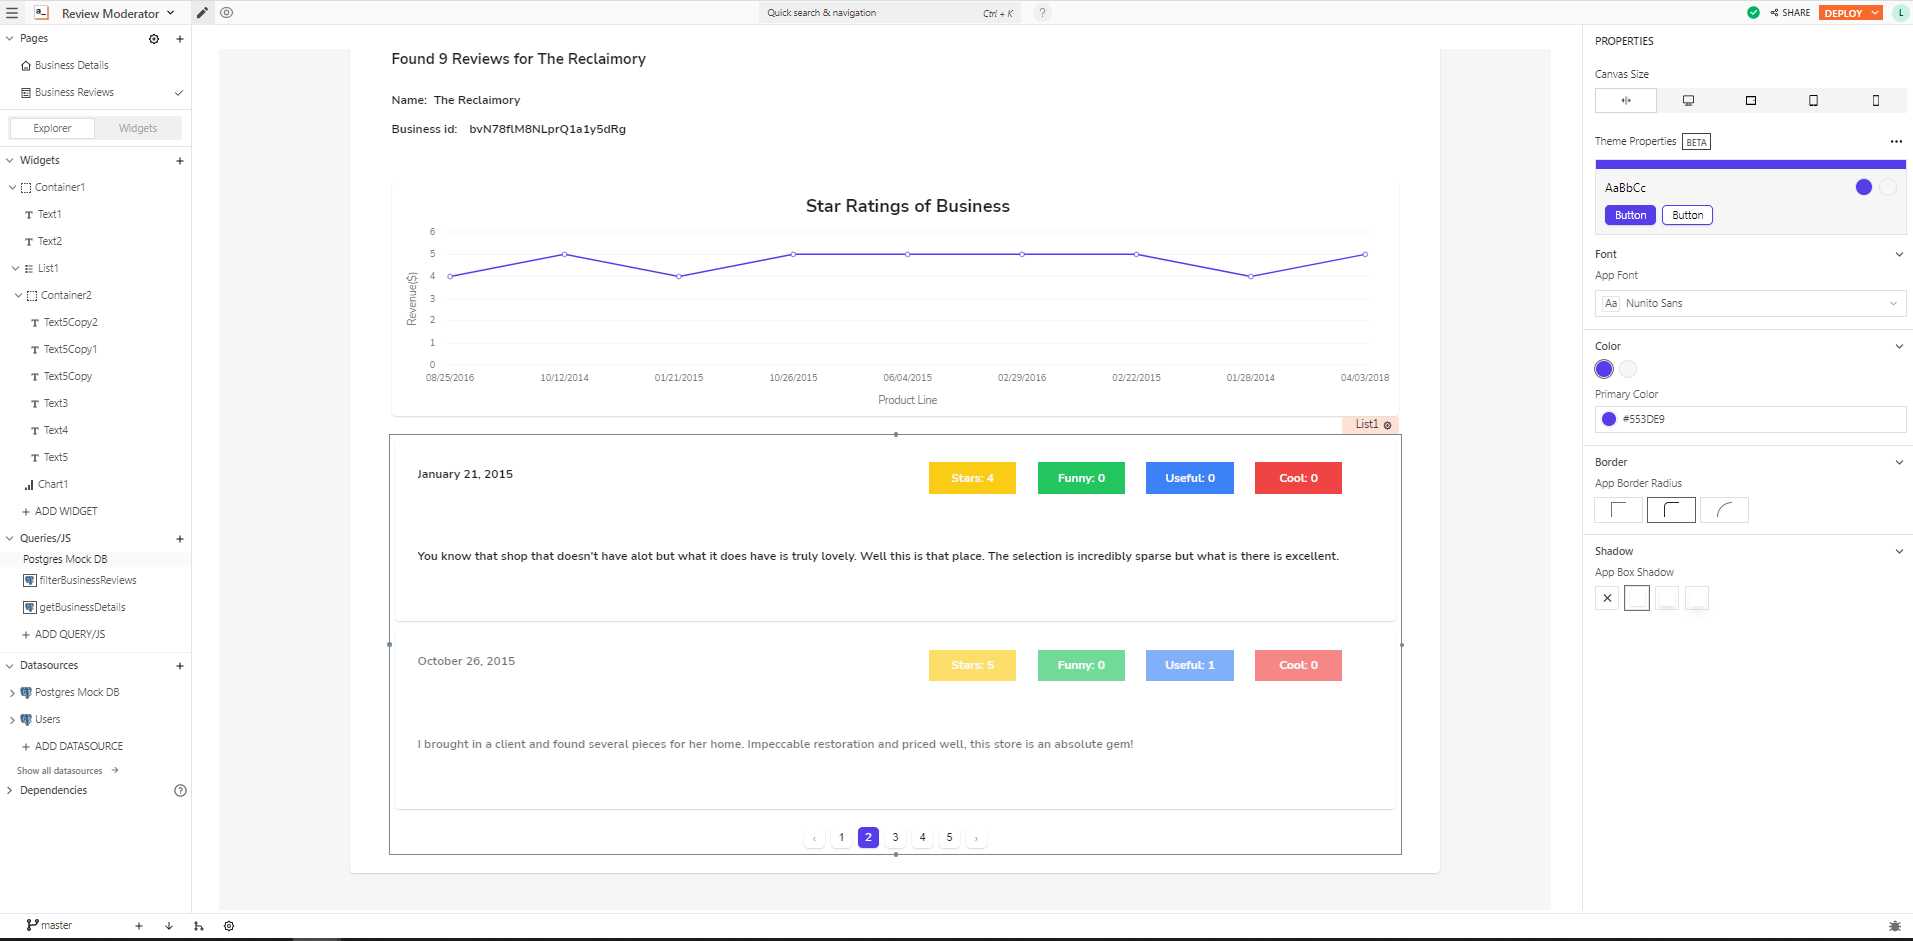 a_ Review Moderator
Quick search & navigation Ctrl + K ?
SHARE DEPLOY L
Pages +
Business Details
Business Reviews
Explorer Widgets
Widgets +
Container1
Text1
Text2
List1
Container2
Text5Copy2
Text5Copy1
Text5Copy
Text3
Text4
Text5
Chart1
+ ADD WIDGET
Queries/JS +
Postgres Mock DB
filterBusinessReviews
getBusinessDetails
+ ADD QUERY/JS
Datasources +
Postgres Mock DB
Users
+ ADD DATASOURCE
Show all datasources →
Dependencies ?
master
Found 9 Reviews for The Reclaimory
Name: The Reclaimory
Business id: bvN78flM8NLprQ1a1y5dRg
Star Ratings of Business
Revenue($)
6
5
4
3
2
1
0
08/25/2016 10/12/2014 01/21/2015 10/26/2015 06/04/2015 02/29/2016 02/22/2015 01/28/2014 04/03/2018
Product Line
List1
January 21, 2015 Stars: 4 Funny: 0 Useful: 0 Cool: 0
You know that shop that doesn't have alot but what it does have is truly lovely. Well this is that place. The selection is incredibly sparse but what is there is excellent.
October 26, 2015 Stars: 5 Funny: 0 Useful: 1 Cool: 0
I brought in a client and found several pieces for her home. Impeccable restoration and priced well, this store is an absolute gem!
‹ 1 2 3 4 5 ›
PROPERTIES
Canvas Size
Theme Properties BETA
AaBbCc
Button Button
Font
App Font
Aa Nunito Sans
Color
Primary Color
#553DE9
Border
App Border Radius
Shadow
App Box Shadow